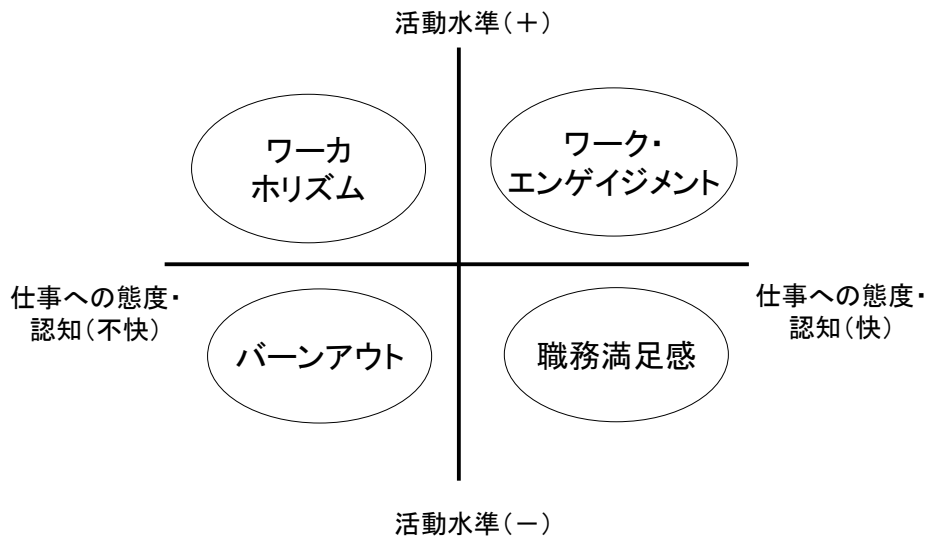 活動水準(＋)
ワーカ
ホリズム
ワーク・
エンゲイジメント
仕事への態度・
認知(不快)
仕事への態度・
認知(快)
バーンアウト
職務満足感
活動水準(－)